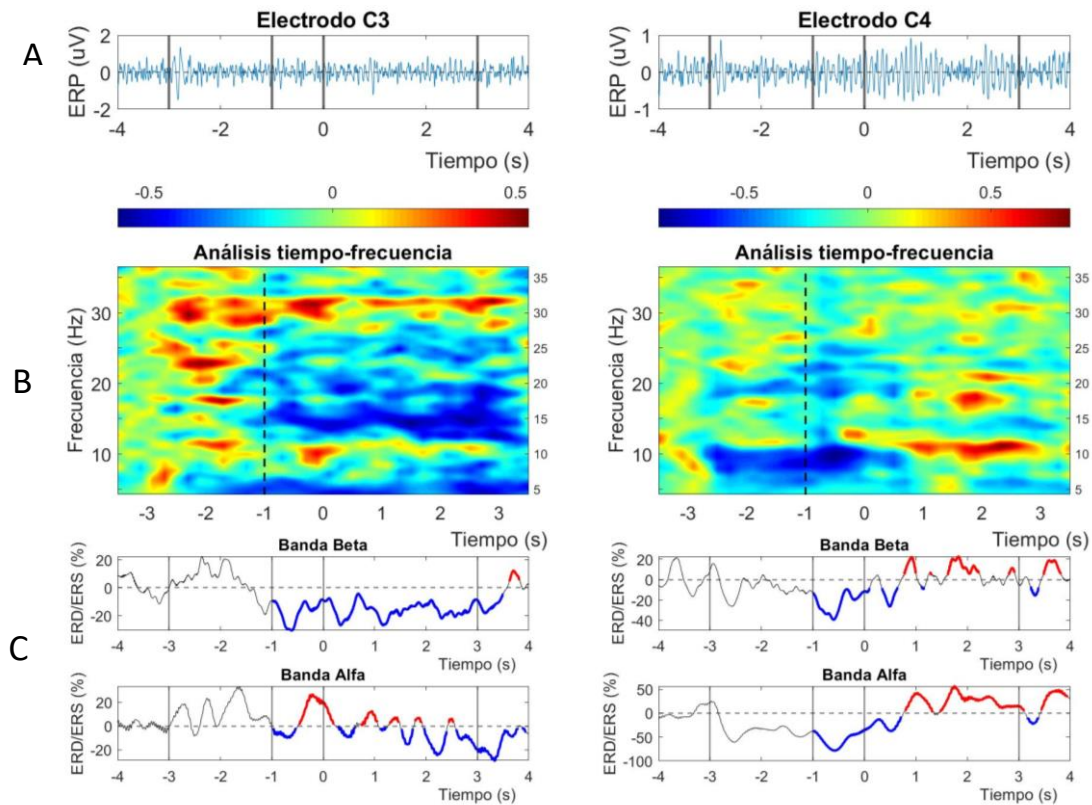 Electrodo C3
Electrodo C4
A
ERP (uV)
2
0
-2
-4 -2 0 2 4
Tiempo (s)
ERP (uV)
1
0
-1
-4 -2 0 2 4
Tiempo (s)
-0.5 0 0.5
-0.5 0 0.5
B
Análisis tiempo-frecuencia
Frecuencia (Hz)
30
20
10
35
30
25
20
15
10
5
-3 -2 -1 0 1 2 3
Tiempo (s)
Análisis tiempo-frecuencia
Frecuencia (Hz)
30
20
10
35
30
25
20
15
10
5
-3 -2 -1 0 1 2 3
Tiempo (s)
C
Banda Beta
ERD/ERS (%)
20
0
-20
-4 -3 -2 -1 0 1 2 3 4
Tiempo (s)
Banda Beta
ERD/ERS (%)
20
0
-20
-40
-4 -3 -2 -1 0 1 2 3 4
Tiempo (s)
Banda Alfa
ERD/ERS (%)
20
0
-20
-4 -3 -2 -1 0 1 2 3 4
Tiempo (s)
Banda Alfa
ERD/ERS (%)
50
0
-50
-100
-4 -3 -2 -1 0 1 2 3 4
Tiempo (s)